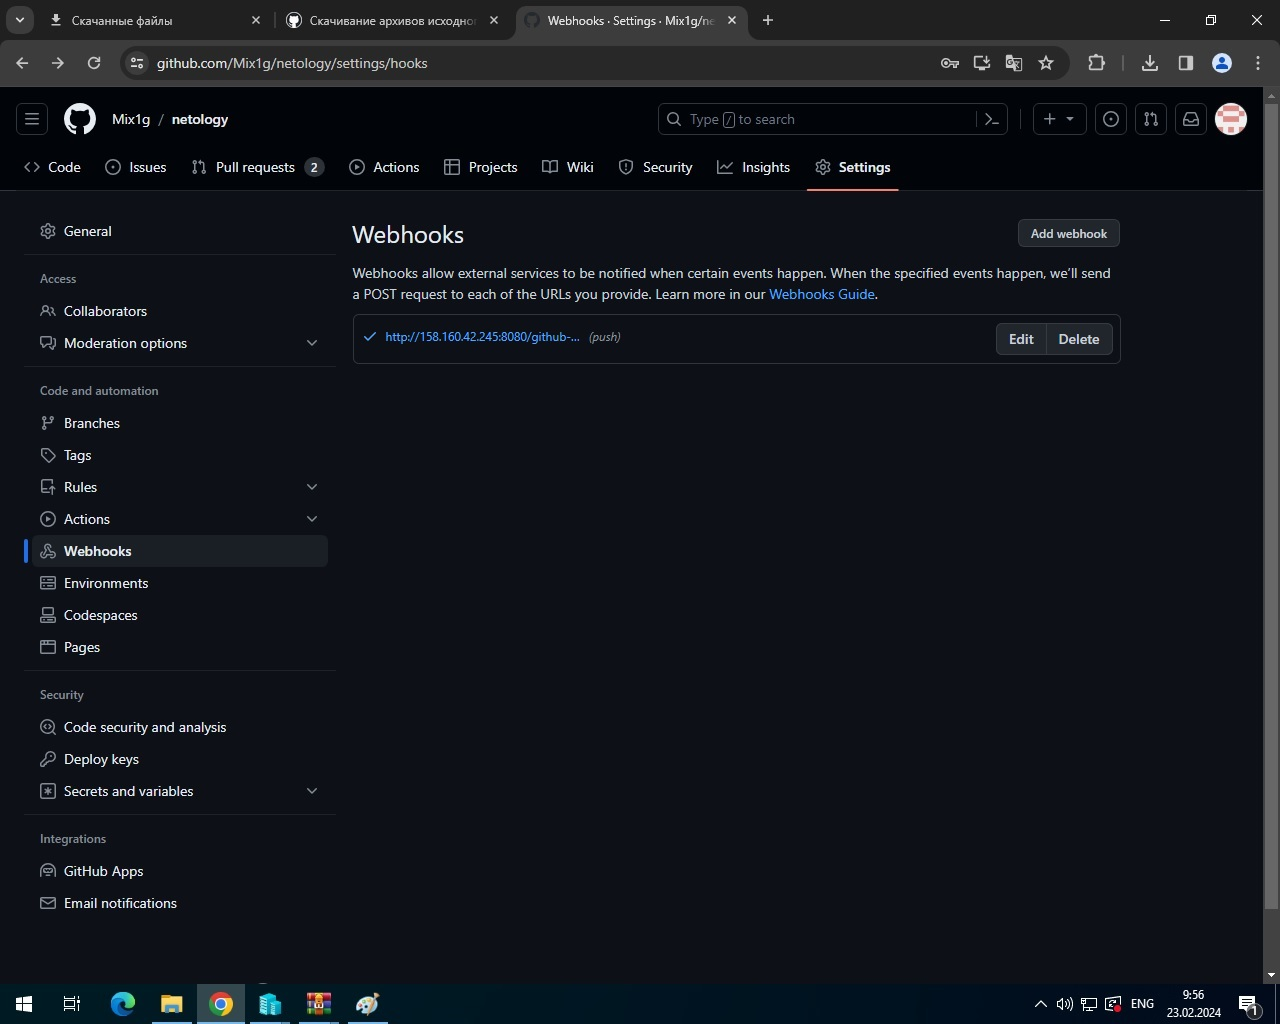 Скачанные файлы
Скачивание архивов исходног
Webhooks · Settings · Mix1g/ne
github.com/Mix1g/netology/settings/hooks
Mix1g / netology
Type / to search
Code
Issues
Pull requests 2
Actions
Projects
Wiki
Security
Insights
Settings
General
Access
Collaborators
Moderation options
Code and automation
Branches
Tags
Rules
Actions
Webhooks
Environments
Codespaces
Pages
Security
Code security and analysis
Deploy keys
Secrets and variables
Integrations
GitHub Apps
Email notifications
Webhooks
Add webhook
Webhooks allow external services to be notified when certain events happen. When the specified events happen, we’ll send
a POST request to each of the URLs you provide. Learn more in our Webhooks Guide.
http://158.160.42.245:8080/github-... (push)
Edit
Delete
ENG
9:56
23.02.2024
1